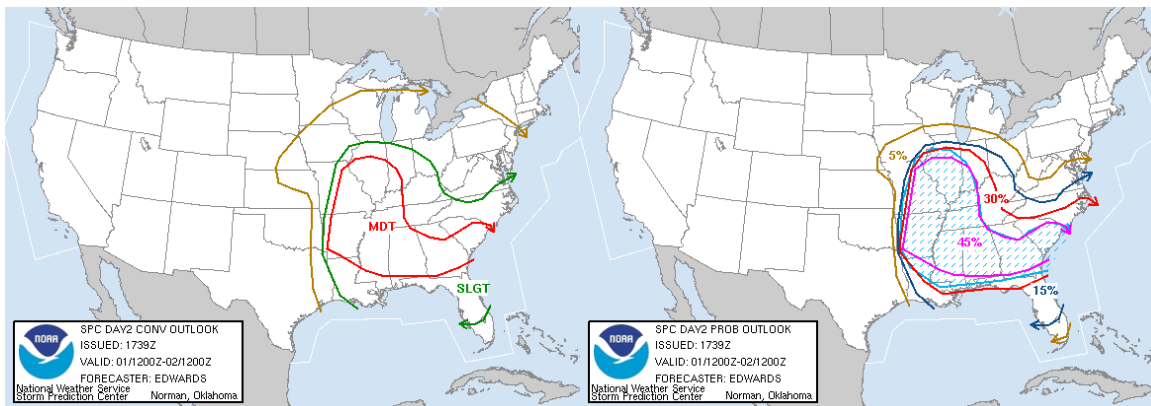 MDT
SLGT
NOAA
SPC DAY2 CONV OUTLOOK
ISSUED: 1739Z
VALID: 01/1200Z-02/1200Z
FORECASTER: EDWARDS
National Weather Service
Storm Prediction Center Norman, Oklahoma
5%
30%
45%
15%
NOAA
SPC DAY2 PROB OUTLOOK
ISSUED: 1739Z
VALID: 01/1200Z-02/1200Z
FORECASTER: EDWARDS
National Weather Service
Storm Prediction Center Norman, Oklahoma